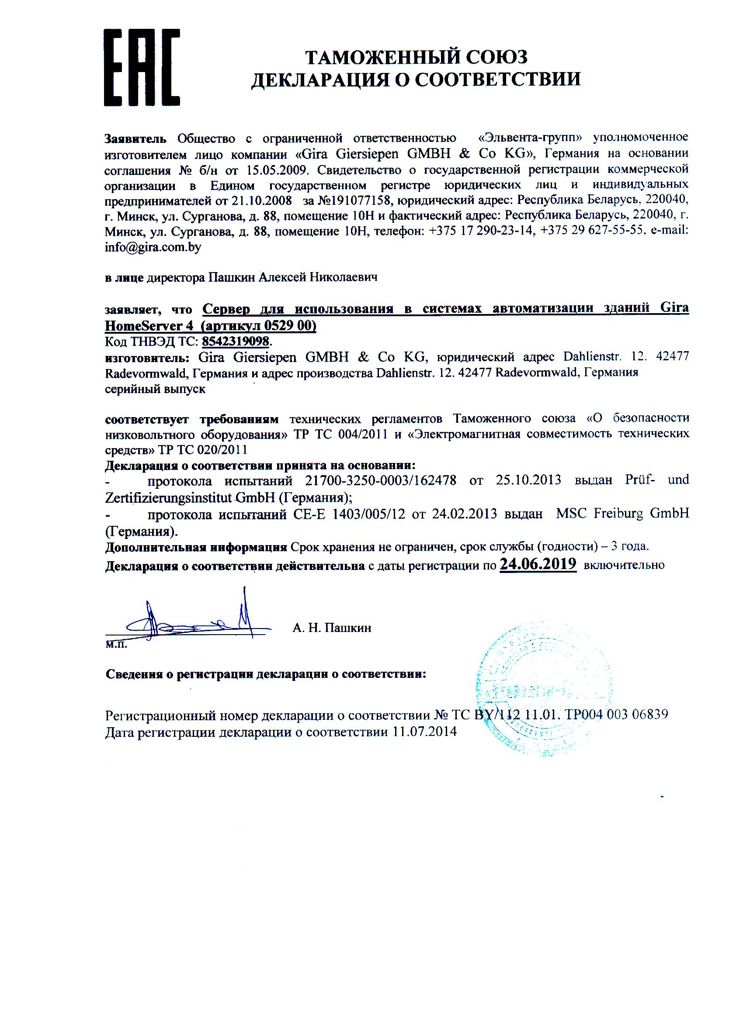 EAC
ТАМОЖЕННЫЙ СОЮЗ
ДЕКЛАРАЦИЯ О СООТВЕТСТВИИ
Заявитель Общество с ограниченной ответственностью «Эльвента-групп» уполномоченное
изготовителем лицо компании «Gira Giersiepen GMBH & Co KG», Германия на основании
соглашения № б/н от 15.05.2009. Свидетельство о государственной регистрации коммерческой
организации в Едином государственном регистре юридических лиц и индивидуальных
предпринимателей от 21.10.2008 за №191077158, юридический адрес: Республика Беларусь, 220040,
г. Минск, ул. Сурганова, д. 88, помещение 10Н и фактический адрес: Республика Беларусь, 220040, г.
Минск, ул. Сурганова, д. 88, помещение 10Н, телефон: +375 17 290-23-14, +375 29 627-55-55. e-mail:
info@gira.com.by
в лице директора Пашкин Алексей Николаевич
заявляет, что Сервер для использования в системах автоматизации зданий Gira
HomeServer 4 (артикул 0529 00)
Код ТНВЭД ТС: 8542319098.
изготовитель: Gira Giersiepen GMBH & Co KG, юридический адрес Dahlienstr. 12. 42477
Radevormwald, Германия и адрес производства Dahlienstr. 12. 42477 Radevormwald, Германия
серийный выпуск
соответствует требованиям технических регламентов Таможенного союза «О безопасности
низковольтного оборудования» ТР ТС 004/2011 и «Электромагнитная совместимость технических
средств» ТР ТС 020/2011
Декларация о соответствии принята на основании:
- протокола испытаний 21700-3250-0003/162478 от 25.10.2013 выдан Prüf- und
Zertifizierungsinstitut GmbH (Германия);
- протокола испытаний CE-E 1403/005/12 от 24.02.2013 выдан MSC Freiburg GmbH
(Германия).
Дополнительная информация Срок хранения не ограничен, срок службы (годности) – 3 года.
Декларация о соответствии действительна с даты регистрации по 24.06.2019 включительно
А. Н. Пашкин
м.п.
Сведения о регистрации декларации о соответствии:
Регистрационный номер декларации о соответствии № ТС BY/112 11.01. ТР004 003 06839
Дата регистрации декларации о соответствии 11.07.2014